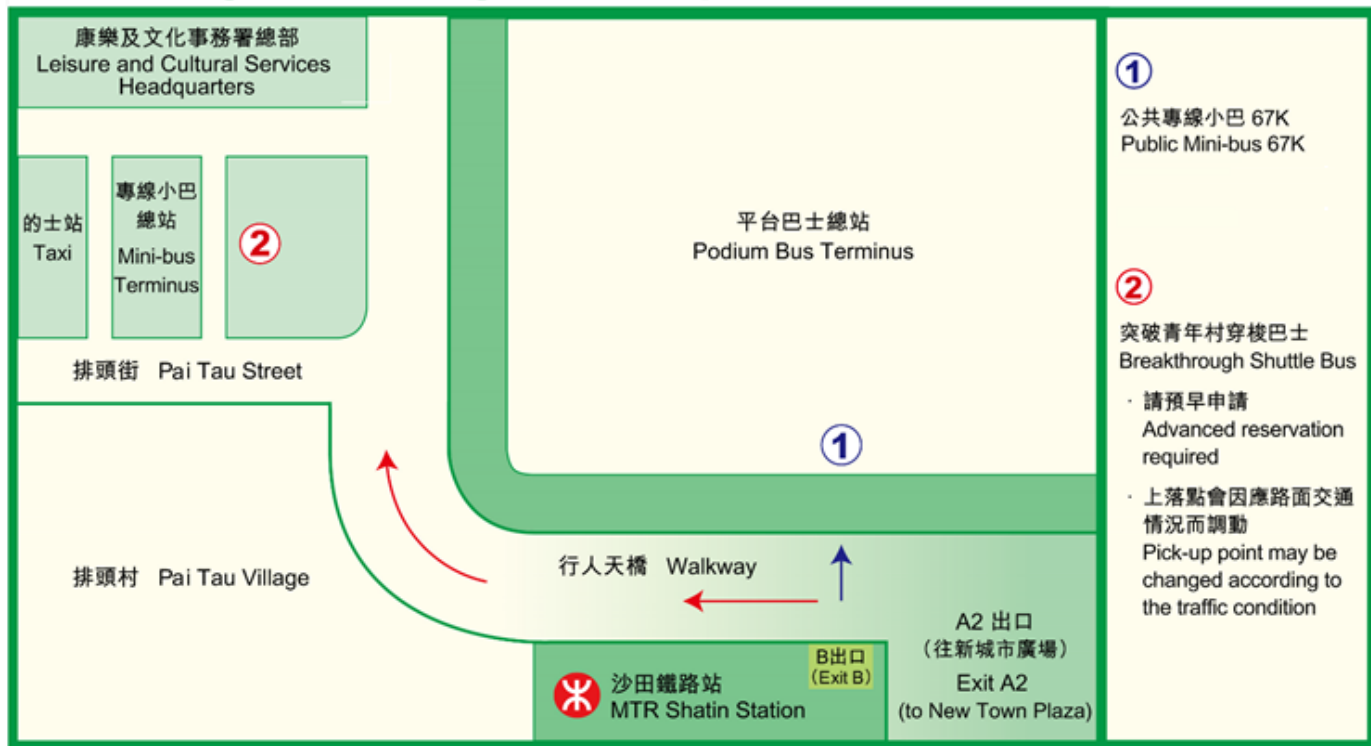 康樂及文化事務署總部
Leisure and Cultural Services
Headquarters
的士站
Taxi
專線小巴
總站
Mini-bus
Terminus
2
平台巴士總站
Podium Bus Terminus
排頭街 Pai Tau Street
1
排頭村 Pai Tau Village
行人天橋 Walkway
A2 出口
(往新城市廣場)
Exit A2
(to New Town Plaza)
B出口
(Exit B)
沙田鐵路站
MTR Shatin Station
1
公共專線小巴 67K
Public Mini-bus 67K
2
突破青年村穿梭巴士
Breakthrough Shuttle Bus
· 請預早申請
Advanced reservation
required
· 上落點會因應路面交通
情況而調動
Pick-up point may be
changed according to
the traffic condition